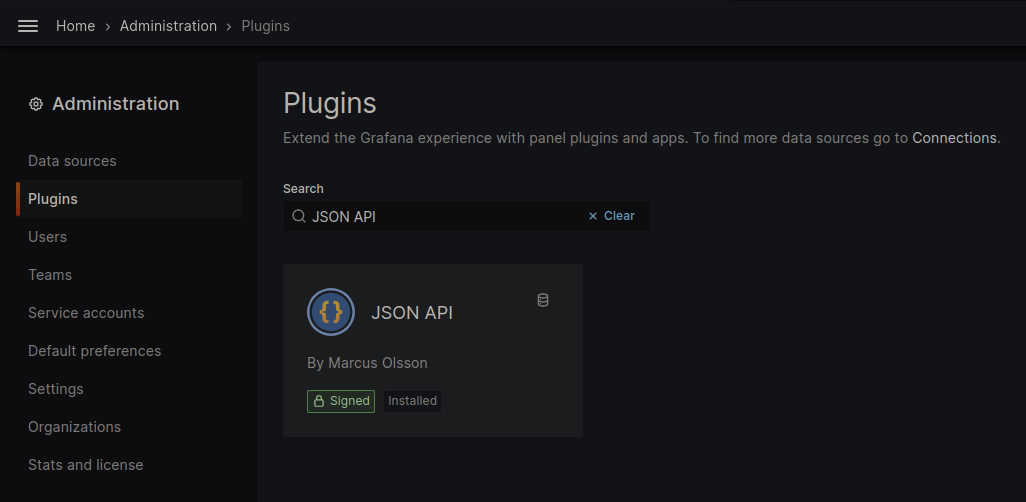 Home › Administration › Plugins
Administration
Data sources
Plugins
Users
Teams
Service accounts
Default preferences
Settings
Organizations
Stats and license
Plugins
Extend the Grafana experience with panel plugins and apps. To find more data sources go to Connections.
Search
JSON API × Clear
{} JSON API
By Marcus Olsson
Signed Installed